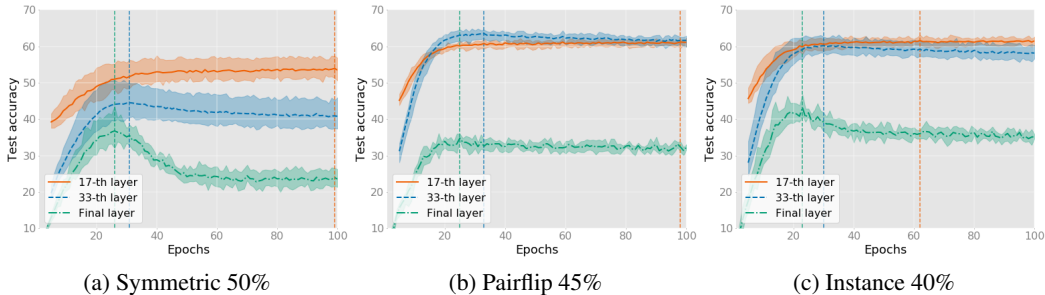 70
60
50
40
30
20
10
Test accuracy
17-th layer
33-th layer
Final layer
20 40 60 80 100
Epochs
(a) Symmetric 50%
70
60
50
40
30
20
10
Test accuracy
17-th layer
33-th layer
Final layer
20 40 60 80 100
Epochs
(b) Pairflip 45%
70
60
50
40
30
20
10
Test accuracy
17-th layer
33-th layer
Final layer
20 40 60 80 100
Epochs
(c) Instance 40%